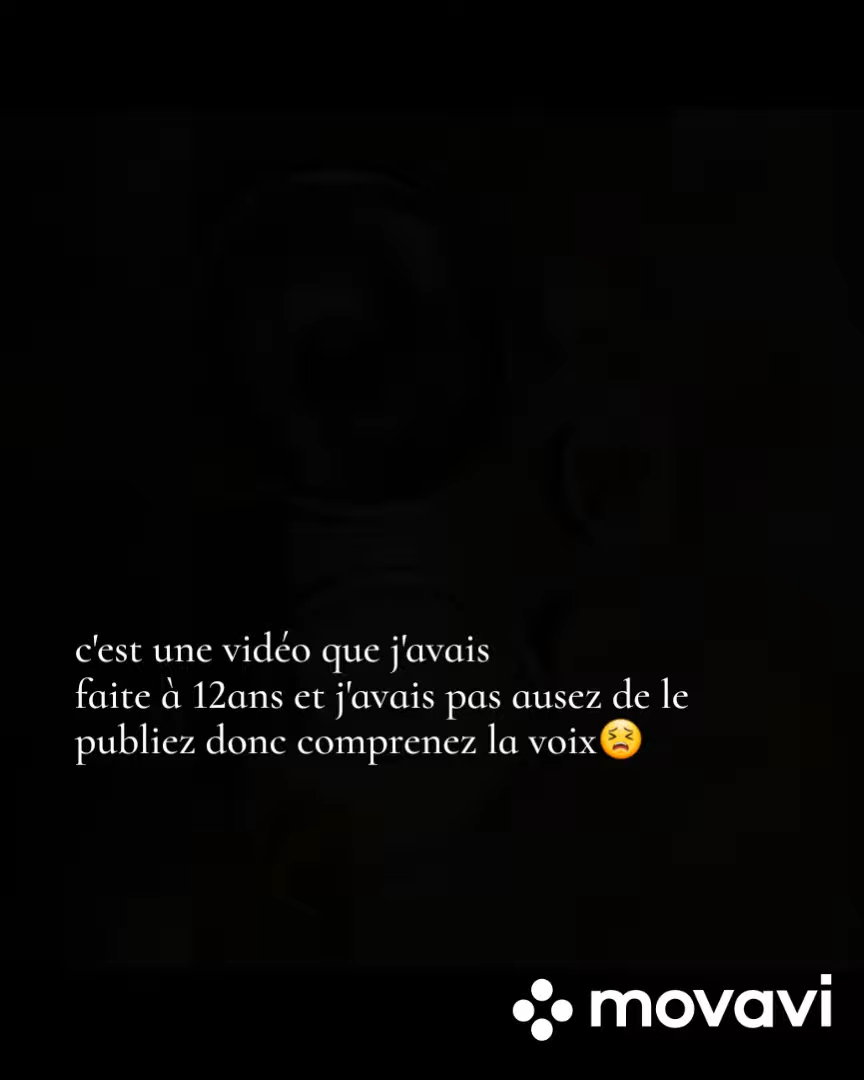 c'est une vidéo que j'avais
faite à 12ans et j'avais pas ausez de le
publiez donc comprenez la voix😣
movavi